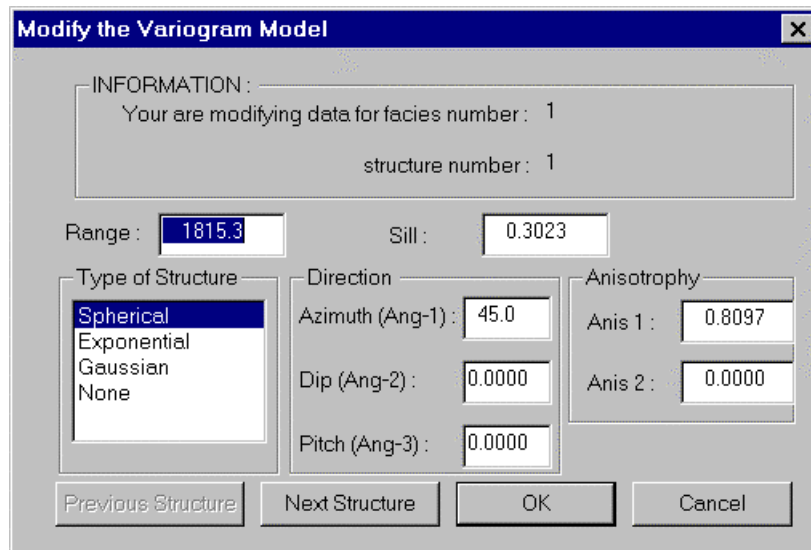 Modify the Variogram Model
INFORMATION :
Your are modifying data for facies number : 1
structure number : 1
Range : 1815.3
Sill : 0.3023
Type of Structure
Spherical
Exponential
Gaussian
None
Direction
Azimuth (Ang-1) : 45.0
Dip (Ang-2) : 0.0000
Pitch (Ang-3) : 0.0000
Anisotropy
Anis 1 : 0.8097
Anis 2 : 0.0000
Previous Structure
Next Structure
OK
Cancel